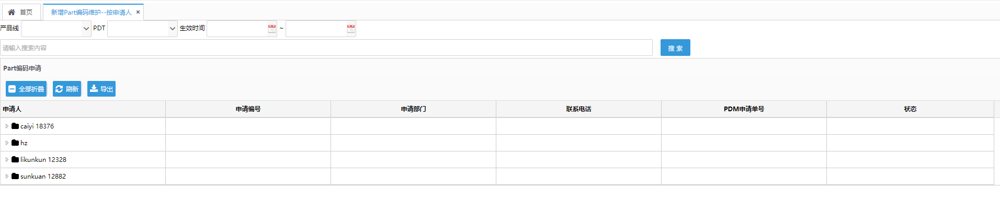 首页 新增Part编码维护--按申请人
产品线 PDT 生效时间 ~
请输入搜索内容 搜 索
Part编码申请
全部折叠 刷新 导出
申请人 申请编号 申请部门 联系电话 PDM申请单号 状态
caiyi 18376
hz
likunkun 12328
sunkuan 12882